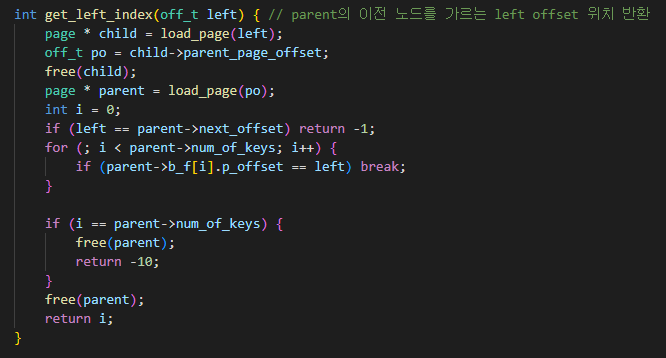 int get_left_index(off_t left) { // parent의 이전 노드를 가르는 left offset 위치 반환
    page * child = load_page(left);
    off_t po = child->parent_page_offset;
    free(child);
    page * parent = load_page(po);
    int i = 0;
    if (left == parent->next_offset) return -1;
    for (; i < parent->num_of_keys; i++) {
        if (parent->b_f[i].p_offset == left) break;
    }

    if (i == parent->num_of_keys) {
        free(parent);
        return -10;
    }
    free(parent);
    return i;
}